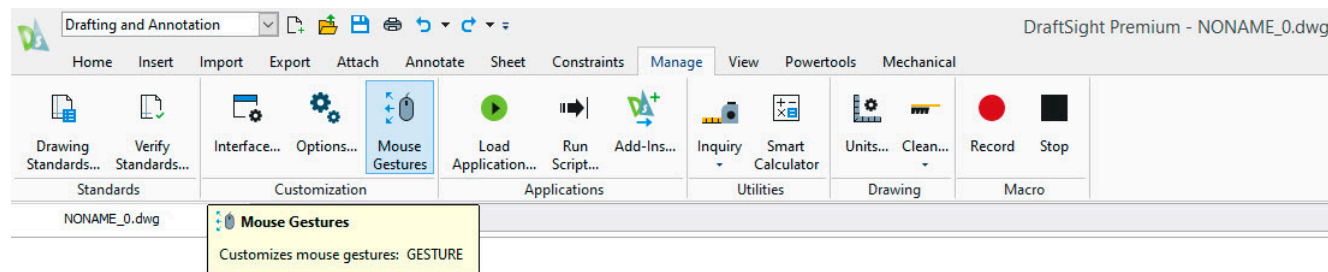 Drafting and Annotation
DraftSight Premium - NONAME_0.dwg
Home Insert Import Export Attach Annotate Sheet Constraints Manage View Powertools Mechanical
Drawing Standards...
Verify Standards...
Interface...
Options...
Mouse Gestures
Load Application...
Run Script...
Add-Ins...
Inquiry
Smart Calculator
Units...
Clean...
Record
Stop
Standards Customization Applications Utilities Drawing Macro
NONAME_0.dwg
Mouse Gestures
Customizes mouse gestures: GESTURE